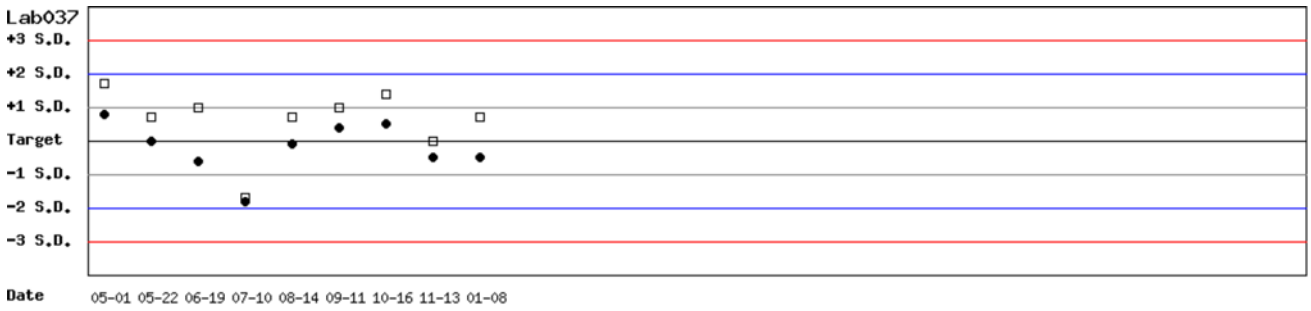 Lab037
+3 S.D.
+2 S.D.
+1 S.D.
Target
-1 S.D.
-2 S.D.
-3 S.D.
Date 05-01 05-22 06-19 07-10 08-14 09-11 10-16 11-13 01-08